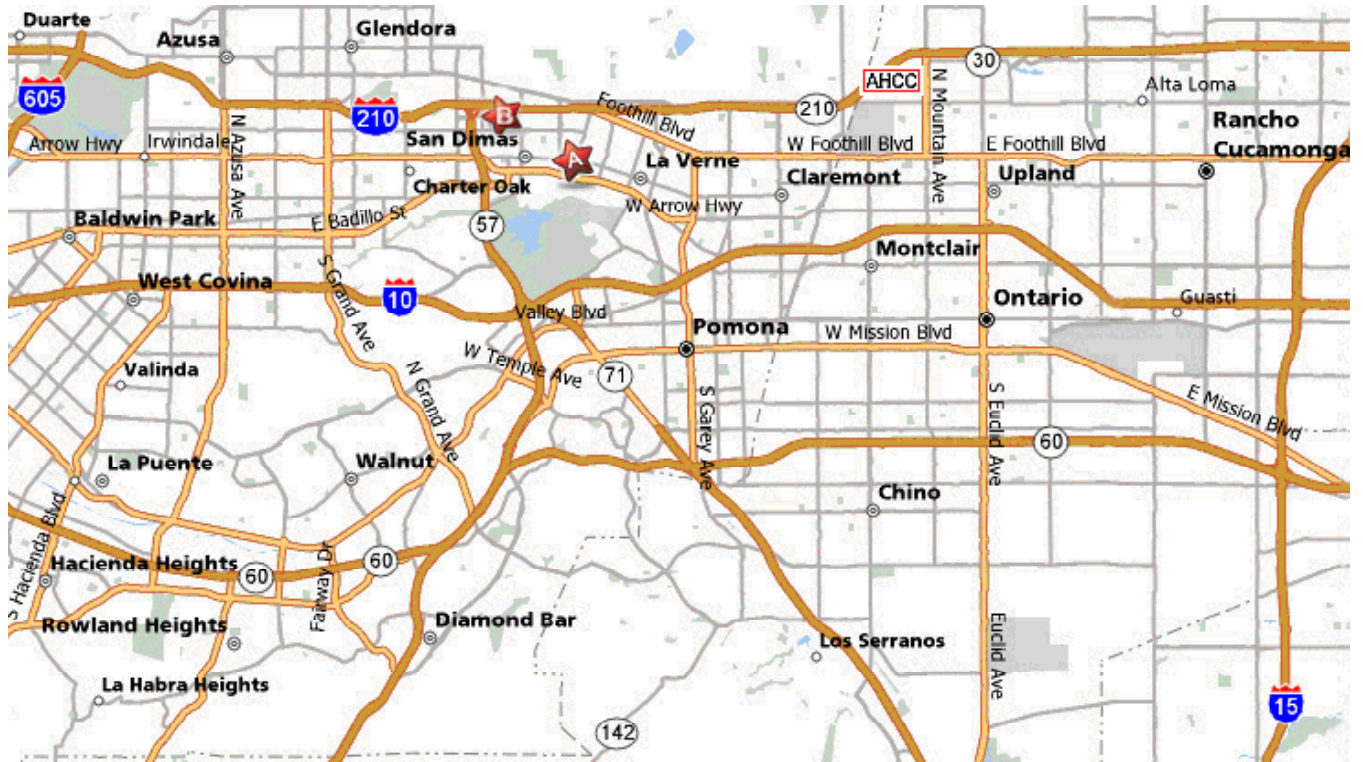 Duarte
Azusa
Glendora
605
210
B
Foothill Blvd
210
AHCC
30
N Mountain Ave
Alta Loma
Rancho
Cucamonga
Arrow Hwy
Irwindale
N Azusa Ave
San Dimas
A
La Verne
W Foothill Blvd
E Foothill Blvd
Charter Oak
Claremont
Upland
Baldwin Park
E Badillo St
57
W Arrow Hwy
Montclair
West Covina
S Grand Ave
10
Valley Blvd
Ontario
Guasti
Pomona
W Mission Blvd
Valinda
N Grand Ave
W Temple Ave
71
S Garey Ave
S Euclid Ave
E Mission Blvd
60
La Puente
Walnut
Chino
S Hacienda Blvd
Hacienda Heights
60
Fairway Dr
60
Rowland Heights
Diamond Bar
Los Serranos
Euclid Ave
La Habra Heights
142
15